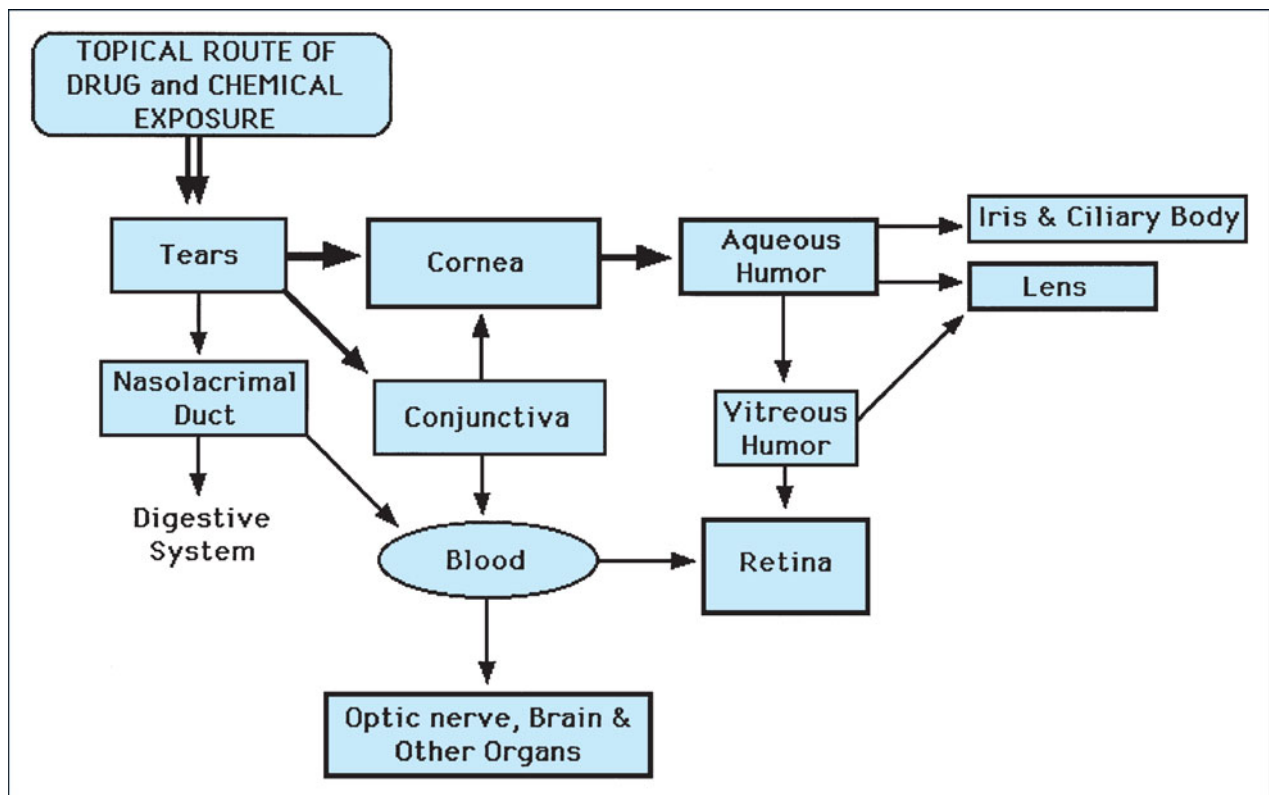 TOPICAL ROUTE OF
DRUG and CHEMICAL
EXPOSURE
Tears
Cornea
Aqueous
Humor
Iris & Ciliary Body
Lens
Nasolacrimal
Duct
Conjunctiva
Vitreous
Humor
Digestive
System
Blood
Retina
Optic nerve, Brain &
Other Organs